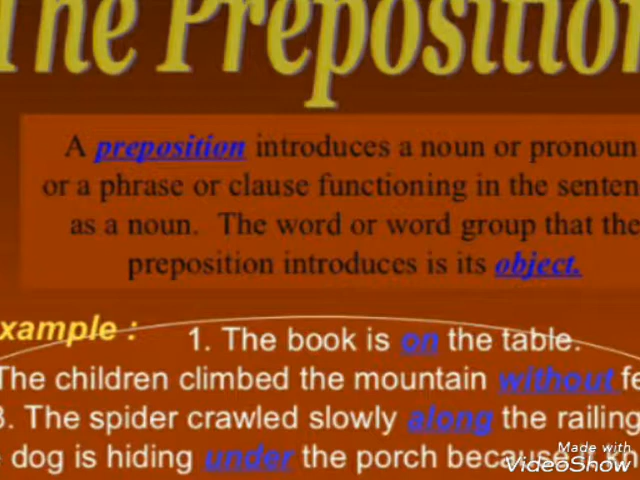 The Preposition
A preposition introduces a noun or pronoun
or a phrase or clause functioning in the senten
as a noun. The word or word group that the
preposition introduces is its object.
xample :
1. The book is on the table.
The children climbed the mountain without fe
3. The spider crawled slowly along the railing
dog is hiding under the porch because it kn
Made with
VideoShow